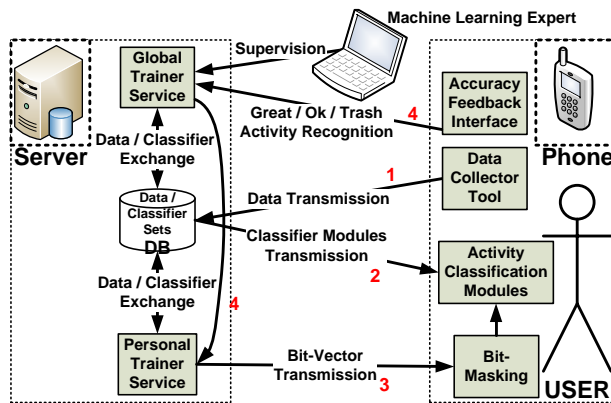 Machine Learning Expert
Supervision
Global
Trainer
Service
Great / Ok / Trash
Activity Recognition
4
Accuracy
Feedback
Interface
Server
Phone
Data / Classifier
Exchange
1
Data
Collector
Tool
Data Transmission
Data /
Classifier
Sets
DB
Classifier Modules
Transmission
2
Activity
Classification
Modules
Data / Classifier
Exchange
4
Personal
Trainer
Service
Bit-Vector
Transmission
3
Bit-
Masking
USER